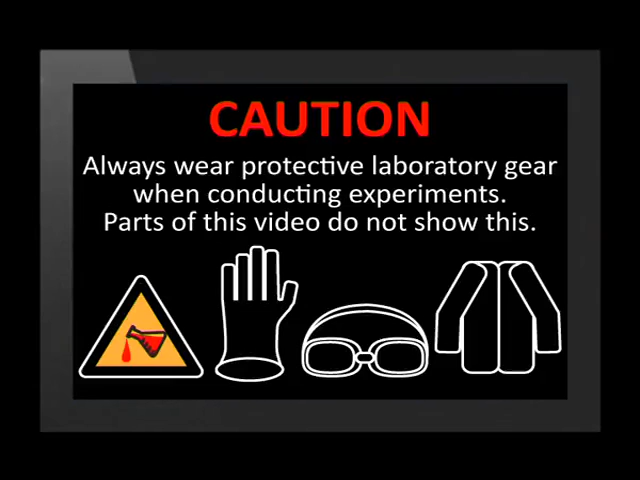 CAUTION
Always wear protective laboratory gear
when conducting experiments.
Parts of this video do not show this.